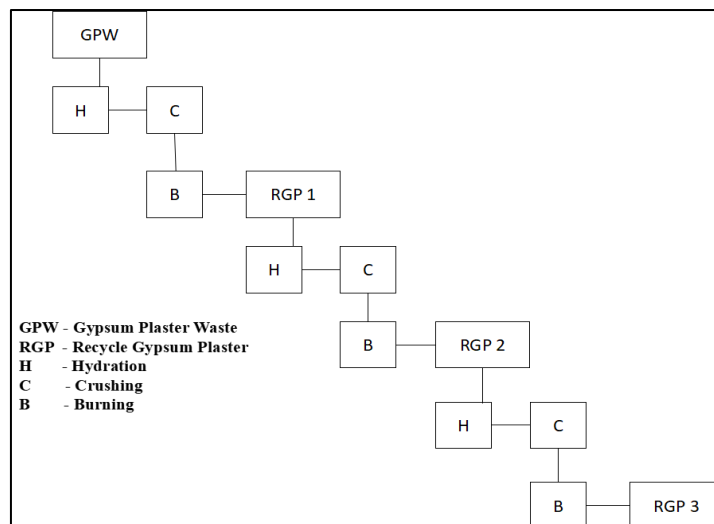 GPW
H
C
B
RGP 1
H
C
GPW - Gypsum Plaster Waste
RGP - Recycle Gypsum Plaster
H - Hydration
C - Crushing
B - Burning
B
RGP 2
H
C
B
RGP 3